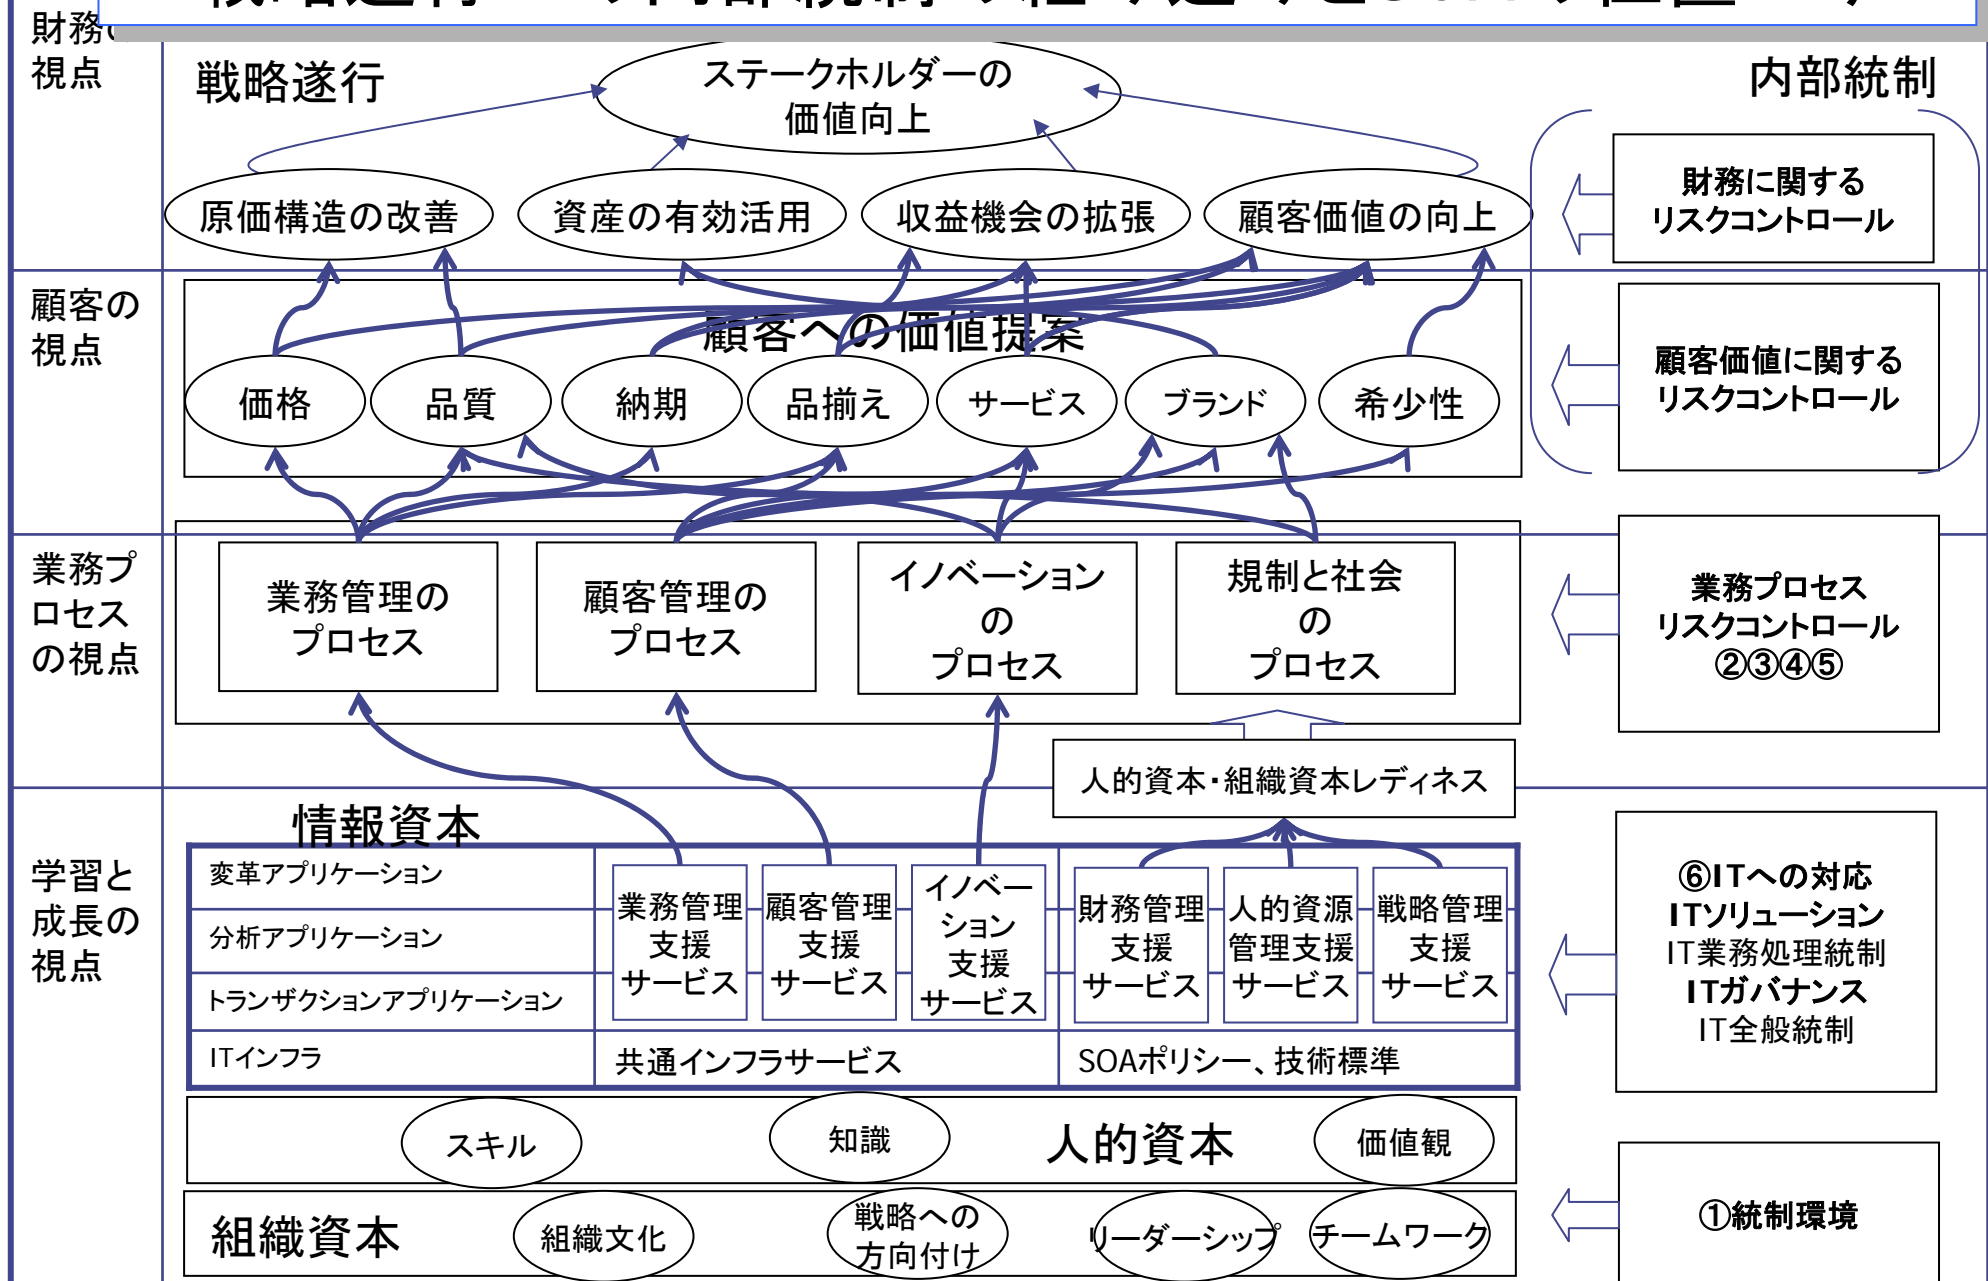 財務の
視点
戦略遂行
ステークホルダーの
価値向上
内部統制
原価構造の改善
資産の有効活用
収益機会の拡張
顧客価値の向上
財務に関する
リスクコントロール
顧客の
視点
顧客への価値提案
価格
品質
納期
品揃え
サービス
ブランド
希少性
顧客価値に関する
リスクコントロール
業務プ
ロセス
の視点
業務管理の
プロセス
顧客管理の
プロセス
イノベーション
の
プロセス
規制と社会
の
プロセス
業務プロセス
リスクコントロール
②③④⑤
人的資本・組織資本レディネス
学習と
成長の
視点
情報資本
変革アプリケーション
分析アプリケーション
トランザクションアプリケーション
ITインフラ
業務管理
支援
サービス
顧客管理
支援
サービス
イノベー
ション
支援
サービス
財務管理
支援
サービス
人的資源
管理支援
サービス
戦略管理
支援
サービス
共通インフラサービス
SOAポリシー、技術標準
⑥ITへの対応
ITソリューション
IT業務処理統制
ITガバナンス
IT全般統制
スキル
知識
人的資本
価値観
組織資本
組織文化
戦略への
方向付け
リーダーシップ
チームワーク
①統制環境